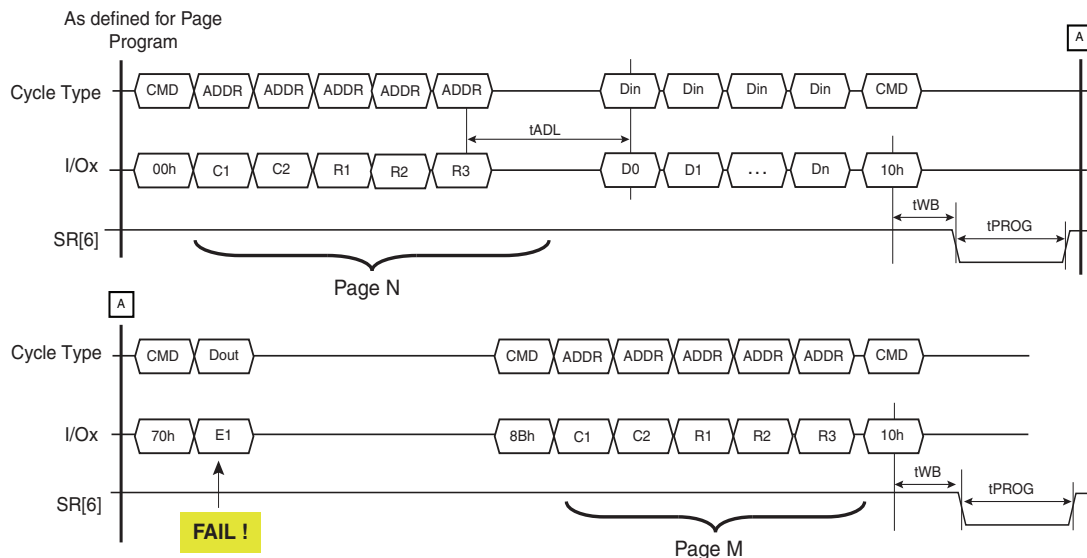 As defined for Page
Program
A
Cycle Type CMD ADDR ADDR ADDR ADDR ADDR Din Din Din Din CMD
tADL
I/Ox 00h C1 C2 R1 R2 R3 D0 D1 ... Dn 10h
tWB
tPROG
SR[6]
Page N
A
Cycle Type CMD Dout CMD ADDR ADDR ADDR ADDR ADDR CMD
I/Ox 70h E1 8Bh C1 C2 R1 R2 R3 10h
tWB
tPROG
SR[6]
FAIL !
Page M